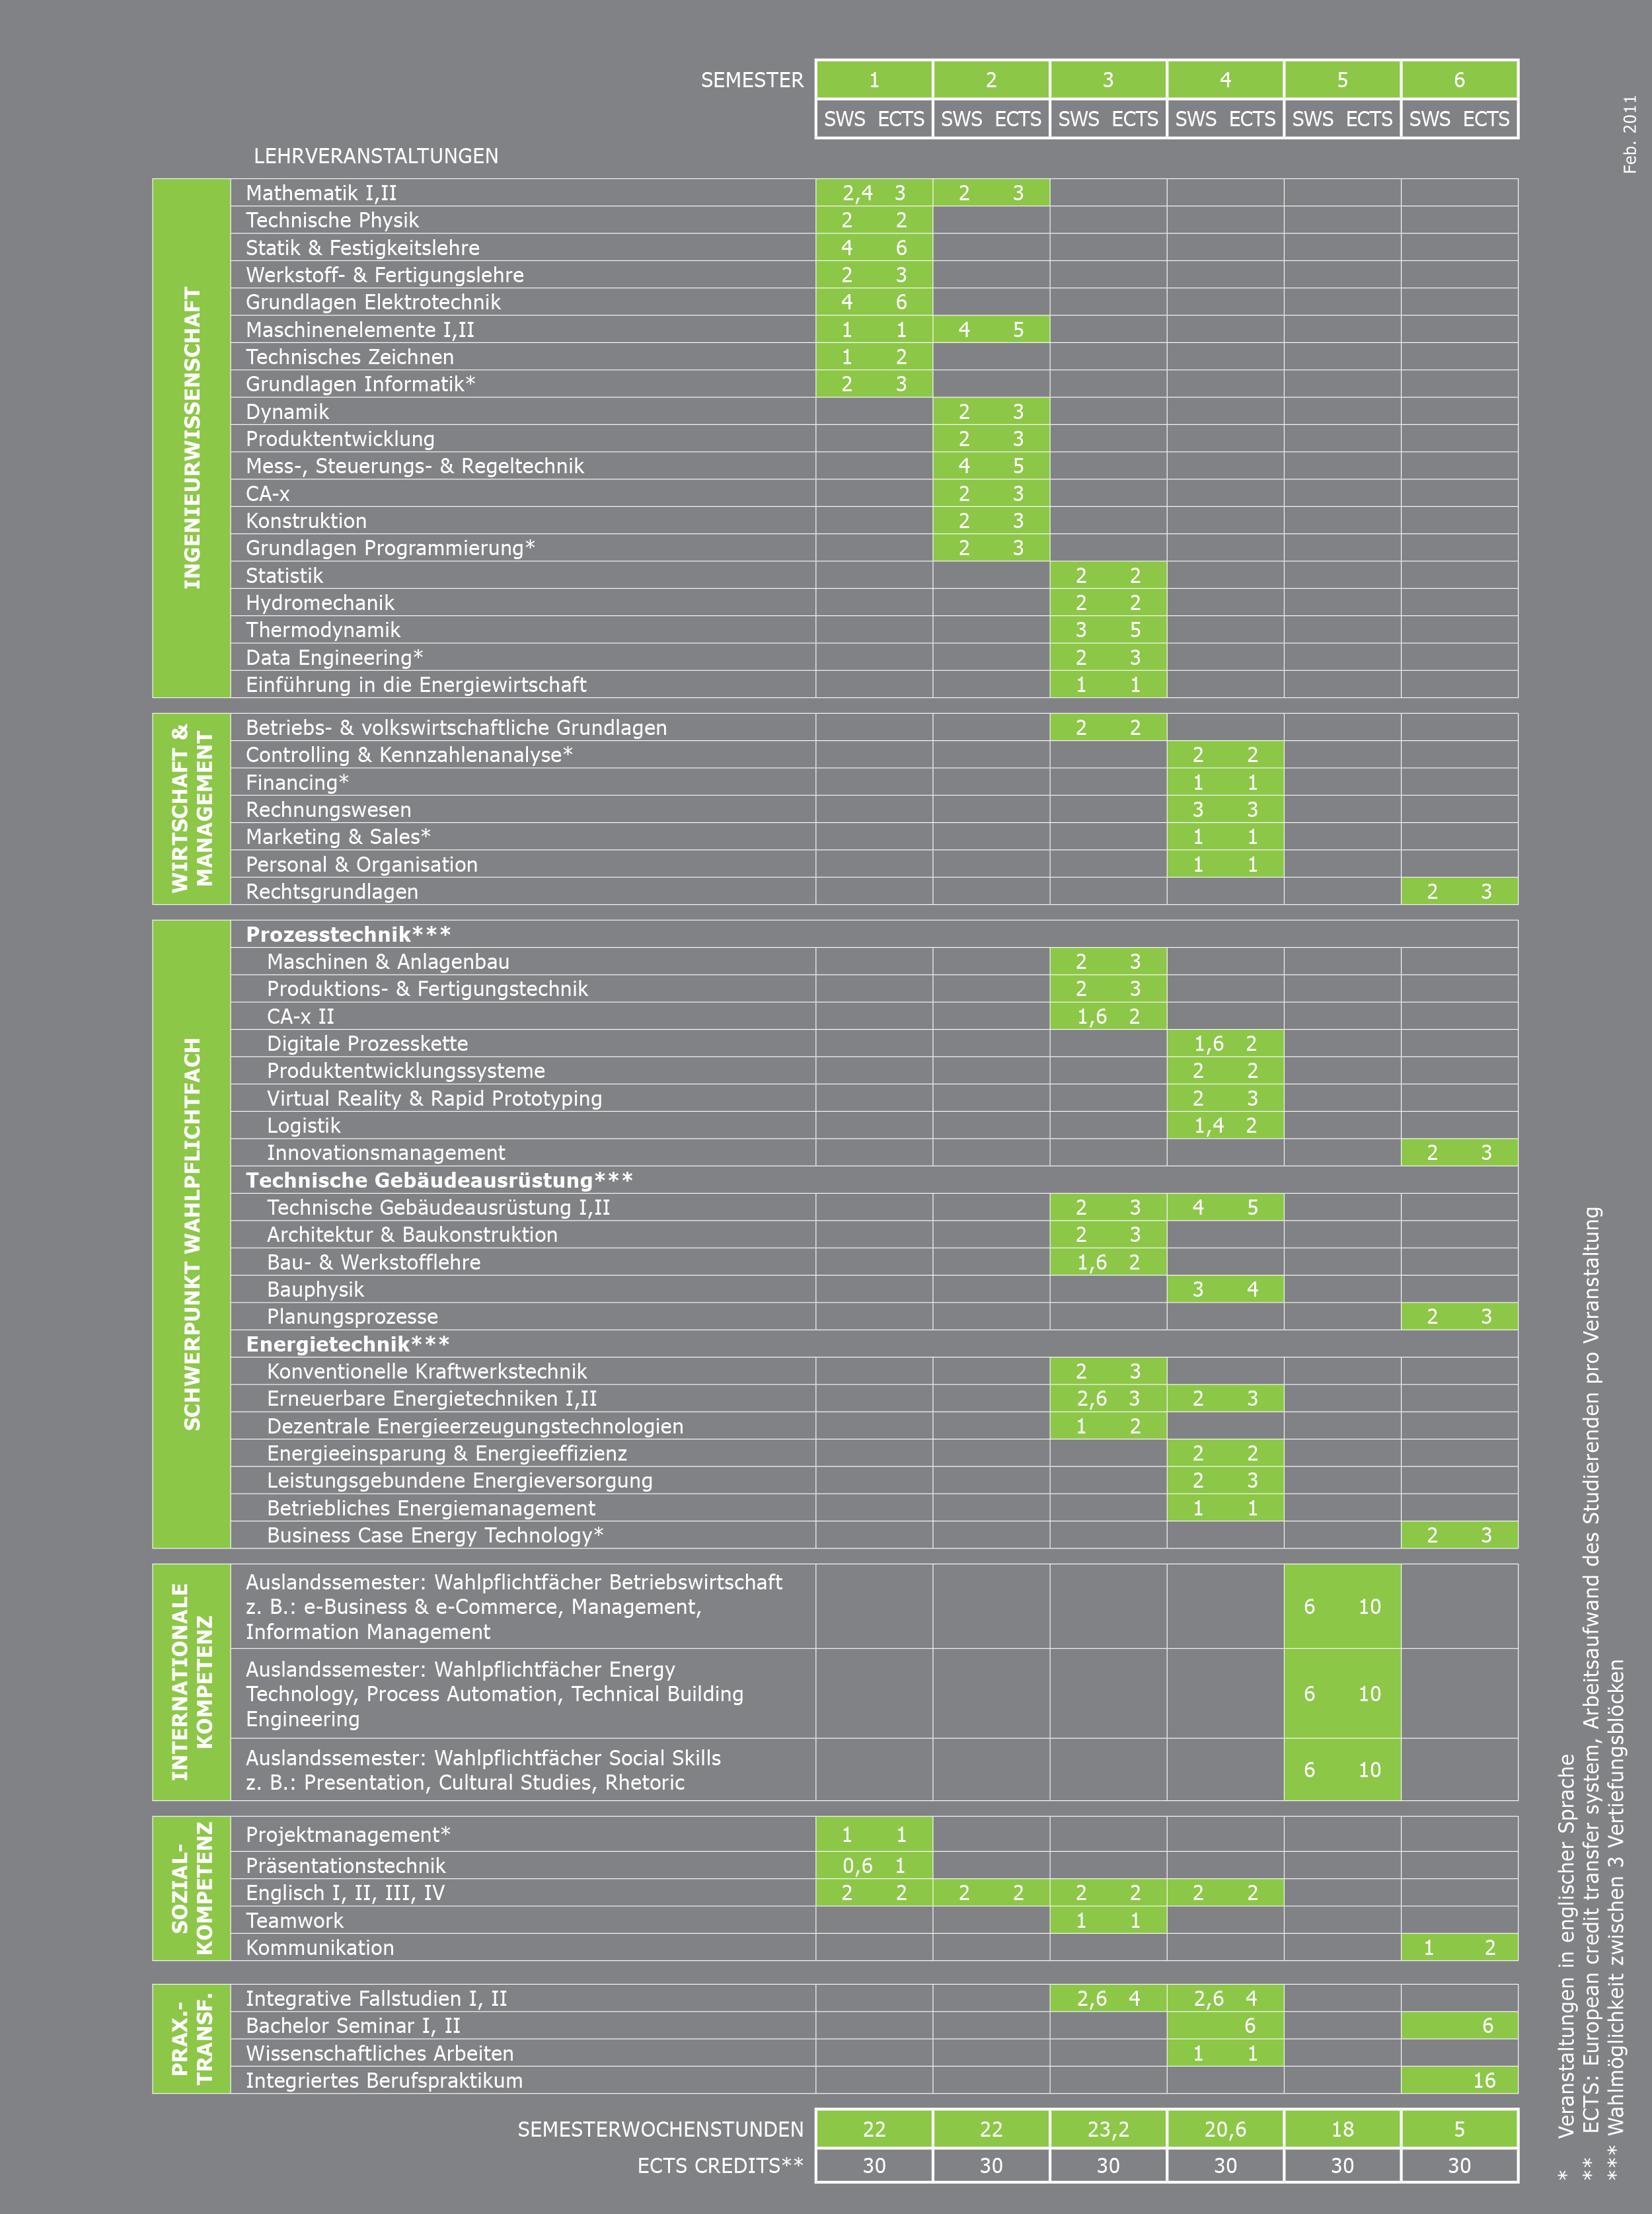 SEMESTER 1 2 3 4 5 6
SWS ECTS SWS ECTS SWS ECTS SWS ECTS SWS ECTS SWS ECTS
Feb. 2011
LEHRVERANSTALTUNGEN
INGENIEURWISSENSCHAFT
Mathematik I,II 2,4 3 2 3
Technische Physik 2 2
Statik & Festigkeitslehre 4 6
Werkstoff- & Fertigungslehre 2 3
Grundlagen Elektrotechnik 4 6
Maschinenelemente I,II 1 1 4 5
Technisches Zeichnen 1 2
Grundlagen Informatik* 2 3
Dynamik 2 3
Produktentwicklung 2 3
Mess-, Steuerungs- & Regeltechnik 4 5
CA-x 2 3
Konstruktion 2 3
Grundlagen Programmierung* 2 3
Statistik 2 2
Hydromechanik 2 2
Thermodynamik 3 5
Data Engineering* 2 3
Einführung in die Energiewirtschaft 1 1
WIRTSCHAFT &
MANAGEMENT
Betriebs- & volkswirtschaftliche Grundlagen 2 2
Controlling & Kennzahlenanalyse* 2 2
Financing* 1 1
Rechnungswesen 3 3
Marketing & Sales* 1 1
Personal & Organisation 1 1
Rechtsgrundlagen 2 3
SCHWERPUNKT WAHLPFLICHTFACH
Prozesstechnik***
Maschinen & Anlagenbau 2 3
Produktions- & Fertigungstechnik 2 3
CA-x II 1,6 2
Digitale Prozesskette 1,6 2
Produktentwicklungssysteme 2 2
Virtual Reality & Rapid Prototyping 2 3
Logistik 1,4 2
Innovationsmanagement 2 3
Technische Gebäudeausrüstung***
Technische Gebäudeausrüstung I,II 2 3 4 5
Architektur & Baukonstruktion 2 3
Bau- & Werkstofflehre 1,6 2
Bauphysik 3 4
Planungsprozesse 2 3
Energietechnik***
Konventionelle Kraftwerkstechnik 2 3
Erneuerbare Energietechniken I,II 2,6 3 2 3
Dezentrale Energieerzeugungstechnologien 1 2
Energieeinsparung & Energieeffizienz 2 2
Leistungsgebundene Energieversorgung 2 3
Betriebliches Energiemanagement 1 1
Business Case Energy Technology* 2 3
INTERNATIONALE
KOMPETENZ
Auslandssemester: Wahlpflichtfächer Betriebswirtschaft
z. B.: e-Business & e-Commerce, Management, 6 10
Information Management
Auslandssemester: Wahlpflichtfächer Energy
Technology, Process Automation, Technical Building 6 10
Engineering
Auslandssemester: Wahlpflichtfächer Social Skills
z. B.: Presentation, Cultural Studies, Rhetoric 6 10
SOZIAL-
KOMPETENZ
Projektmanagement* 1 1
Präsentationstechnik 0,6 1
Englisch I, II, III, IV 2 2 2 2 2 2 2 2
Teamwork 1 1
Kommunikation 1 2
PRAX.-
TRANSF.
Integrative Fallstudien I, II 2,6 4 2,6 4
Bachelor Seminar I, II 6 6
Wissenschaftliches Arbeiten 1 1
Integriertes Berufspraktikum 16
SEMESTERWOCHENSTUNDEN 22 22 23,2 20,6 18 5
ECTS CREDITS** 30 30 30 30 30 30
* Veranstaltungen in englischer Sprache
** ECTS: European credit transfer system, Arbeitsaufwand des Studierenden pro Veranstaltung
*** Wahlmöglichkeit zwischen 3 Vertiefungsblöcken